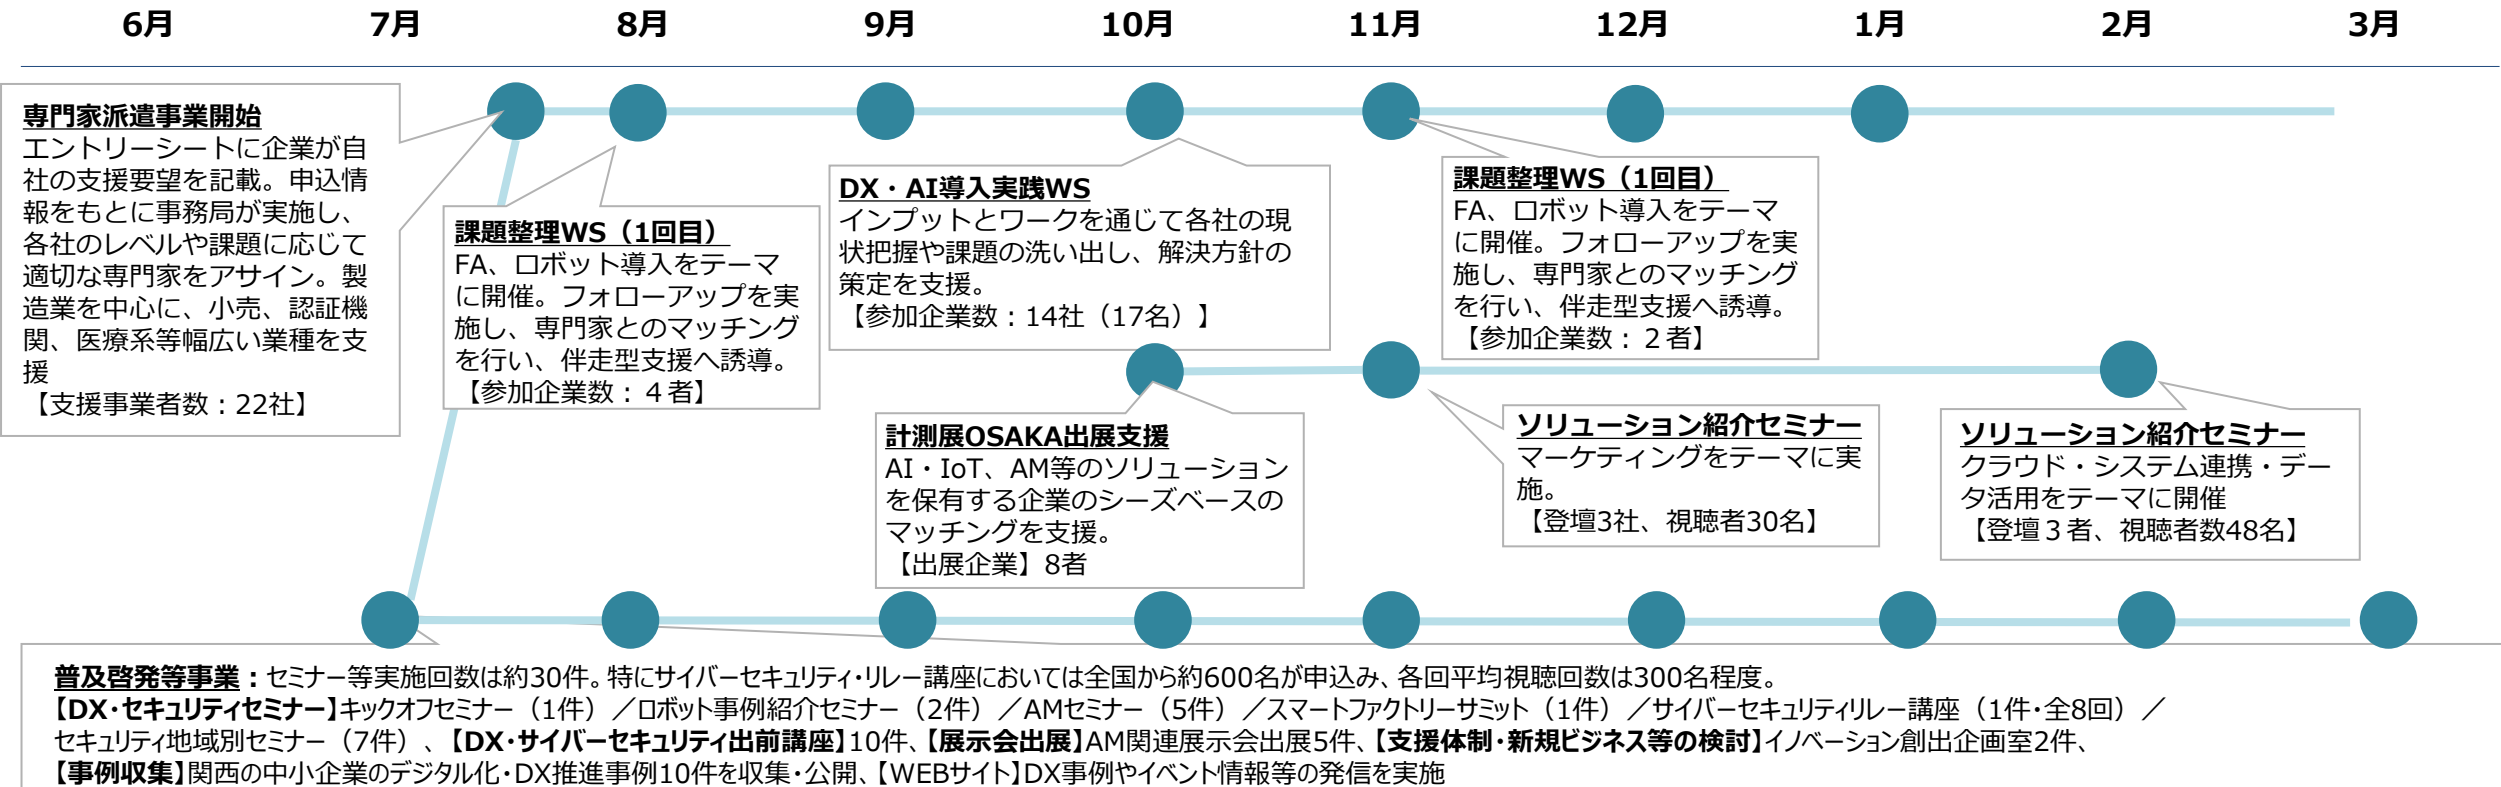 6月 7月 8月 9月 10月 11月 12月 1月 2月 3月
専門家派遣事業開始
エントリーシートに企業が自
社の支援要望を記載。申込情
報をもとに事務局が実施し、
各社のレベルや課題に応じて
適切な専門家をアサイン。製
造業を中心に、小売、認証機
関、医療系等幅広い業種を支
援
【支援事業者数：22社】
課題整理WS（1回目）
FA、ロボット導入をテーマ
に開催。フォローアップを実
施し、専門家とのマッチング
を行い、伴走型支援へ誘導。
【参加企業数：４者】
DX・AI導入実践WS
インプットとワークを通じて各社の現
状把握や課題の洗い出し、解決方針の
策定を支援。
【参加企業数：14社（17名）】
課題整理WS（1回目）
FA、ロボット導入をテーマ
に開催。フォローアップを実
施し、専門家とのマッチング
を行い、伴走型支援へ誘導。
【参加企業数：２者】
計測展OSAKA出展支援
AI・IoT、AM等のソリューション
を保有する企業のシーズベースの
マッチングを支援。
【出展企業】8者
ソリューション紹介セミナー
マーケティングをテーマに実
施。
【登壇3社、視聴者30名】
ソリューション紹介セミナー
クラウド・システム連携・デー
タ活用をテーマに開催
【登壇３者、視聴者数48名】
普及啓発等事業：セミナー等実施回数は約30件。特にサイバーセキュリティ・リレー講座においては全国から約600名が申込み、各回平均視聴回数は300名程度。
【DX・セキュリティセミナー】キックオフセミナー（1件）／ロボット事例紹介セミナー（2件）／AMセミナー（5件）／スマートファクトリーサミット（1件）／サイバーセキュリティリレー講座（1件・全8回）／
セキュリティ地域別セミナー（7件）、【DX・サイバーセキュリティ出前講座】10件、【展示会出展】AM関連展示会出展5件、【支援体制・新規ビジネス等の検討】イノベーション創出企画室2件、
【事例収集】関西の中小企業のデジタル化・DX推進事例10件を収集・公開、【WEBサイト】DX事例やイベント情報等の発信を実施